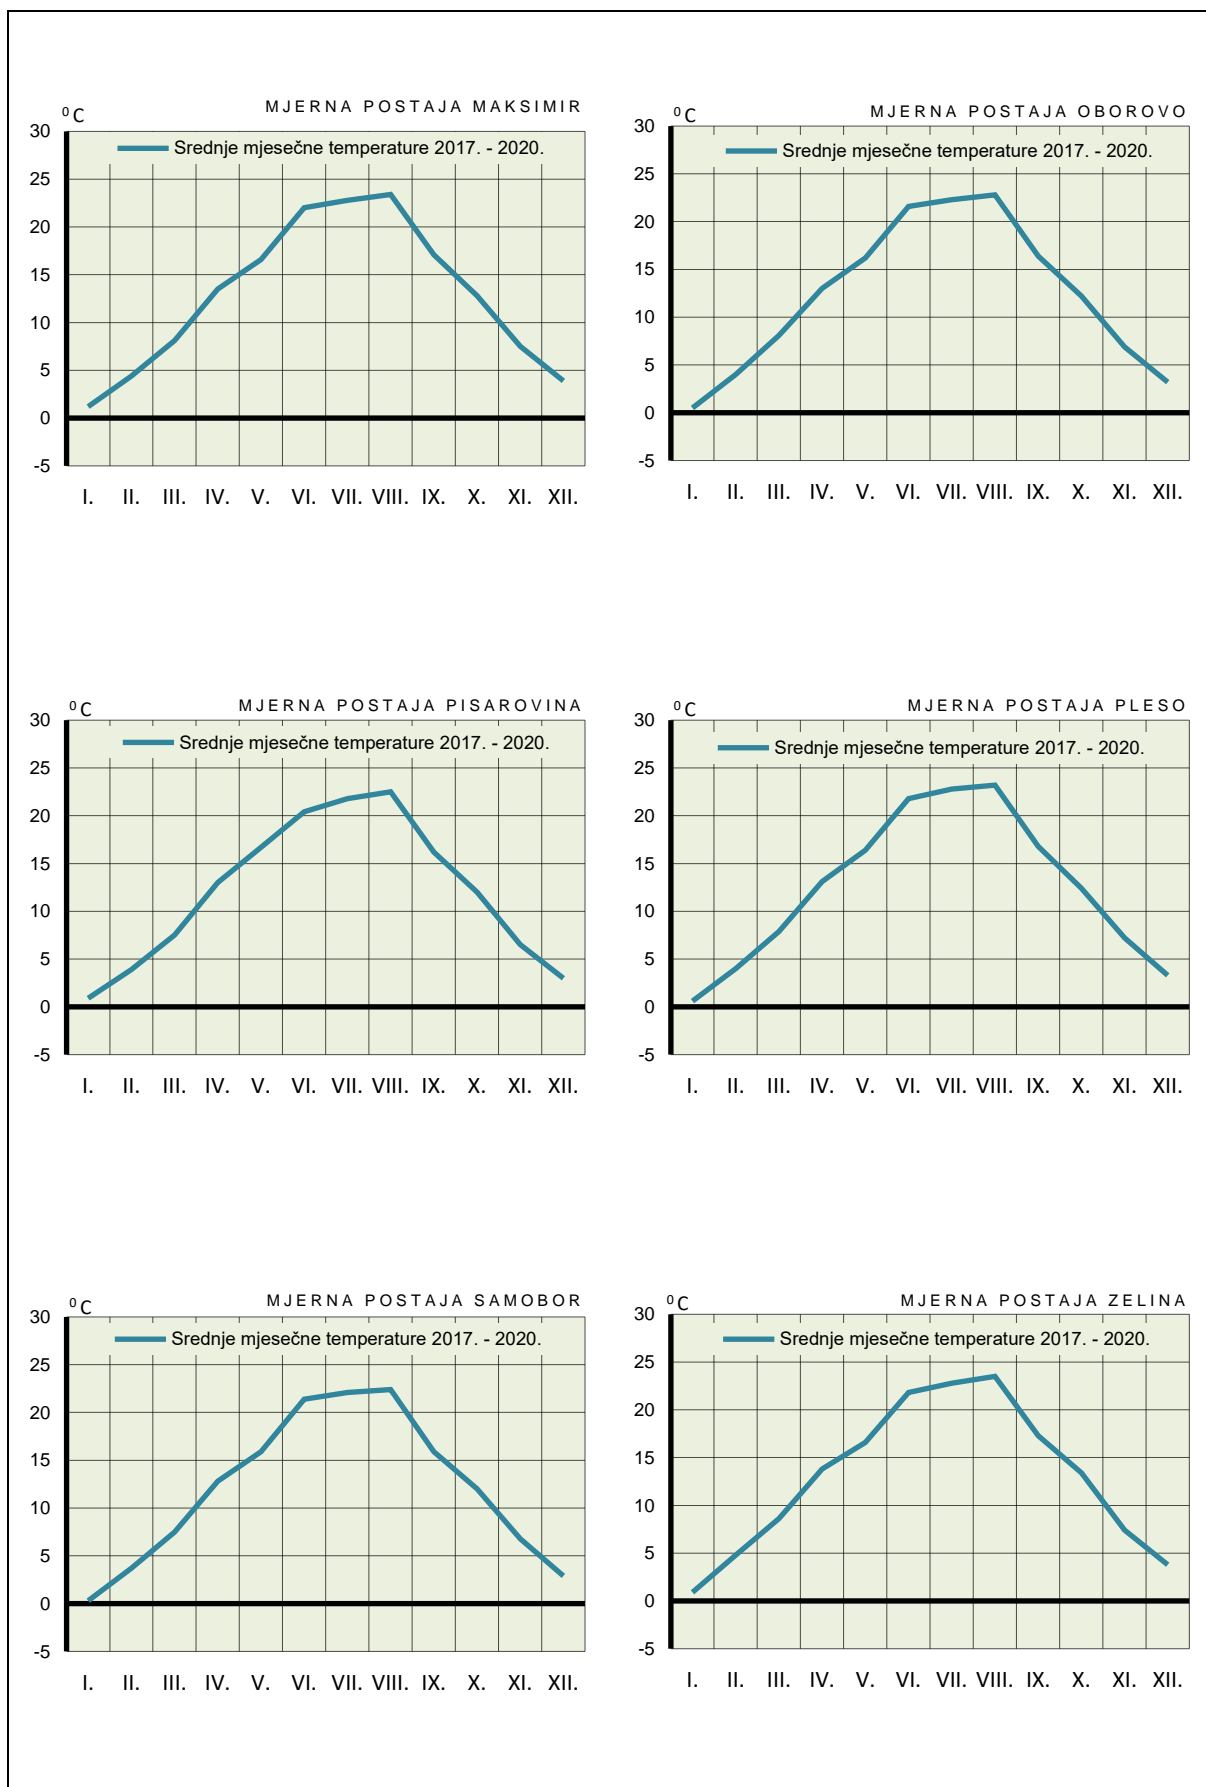 MJERNA POSTAJA MAKSIMIR
⁰C
Srednje mjesečne temperature 2017. - 2020.
30
25
20
15
10
5
0
-5
I. II. III. IV. V. VI. VII. VIII. IX. X. XI. XII.
MJERNA POSTAJA OBOROVO
⁰C
Srednje mjesečne temperature 2017. - 2020.
30
25
20
15
10
5
0
-5
I. II. III. IV. V. VI. VII. VIII. IX. X. XI. XII.
MJERNA POSTAJA PISAROVINA
⁰C
Srednje mjesečne temperature 2017. - 2020.
30
25
20
15
10
5
0
-5
I. II. III. IV. V. VI. VII. VIII. IX. X. XI. XII.
MJERNA POSTAJA PLESO
⁰C
Srednje mjesečne temperature 2017. - 2020.
30
25
20
15
10
5
0
-5
I. II. III. IV. V. VI. VII. VIII. IX. X. XI. XII.
MJERNA POSTAJA SAMOBOR
⁰C
Srednje mjesečne temperature 2017. - 2020.
30
25
20
15
10
5
0
-5
I. II. III. IV. V. VI. VII. VIII. IX. X. XI. XII.
MJERNA POSTAJA ZELINA
⁰C
Srednje mjesečne temperature 2017. - 2020.
30
25
20
15
10
5
0
-5
I. II. III. IV. V. VI. VII. VIII. IX. X. XI. XII.